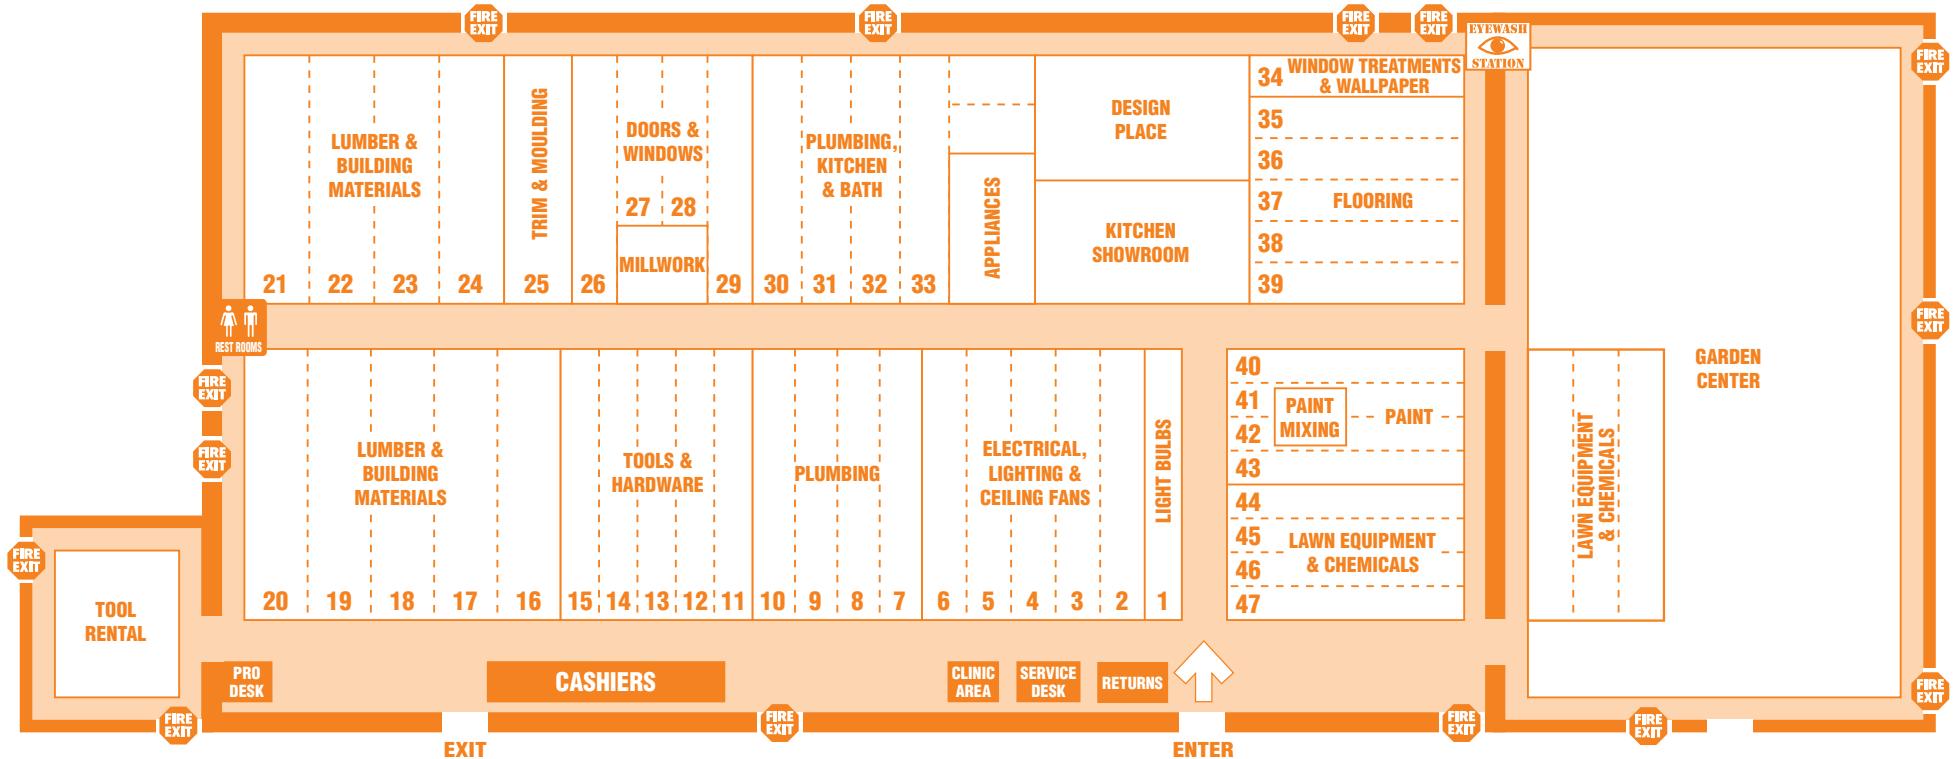 FIRE
EXIT
FIRE
EXIT
FIRE
EXIT
FIRE
EXIT
EYEWASH
STATION
FIRE
EXIT
LUMBER &
BUILDING
MATERIALS
21
22
23
24
TRIM & MOULDING
25
DOORS &
WINDOWS
27
28
MILLWORK
26
29
PLUMBING,
KITCHEN
& BATH
30
31
32
33
APPLIANCES
DESIGN
PLACE
KITCHEN
SHOWROOM
34
WINDOW TREATMENTS
& WALLPAPER
35
36
37
FLOORING
38
39
REST ROOMS
FIRE
EXIT
FIRE
EXIT
FIRE
EXIT
LUMBER &
BUILDING
MATERIALS
20
19
18
17
16
TOOLS &
HARDWARE
15
14
13
12
11
PLUMBING
10
9
8
7
ELECTRICAL,
LIGHTING &
CEILING FANS
6
5
4
3
2
LIGHT BULBS
1
40
41
42
43
PAINT
MIXING
PAINT
44
45
46
47
LAWN EQUIPMENT
& CHEMICALS
LAWN EQUIPMENT
& CHEMICALS
GARDEN
CENTER
FIRE
EXIT
TOOL
RENTAL
PRO
DESK
CASHIERS
CLINIC
AREA
SERVICE
DESK
RETURNS
FIRE
EXIT
FIRE
EXIT
FIRE
EXIT
FIRE
EXIT
FIRE
EXIT
EXIT
ENTER